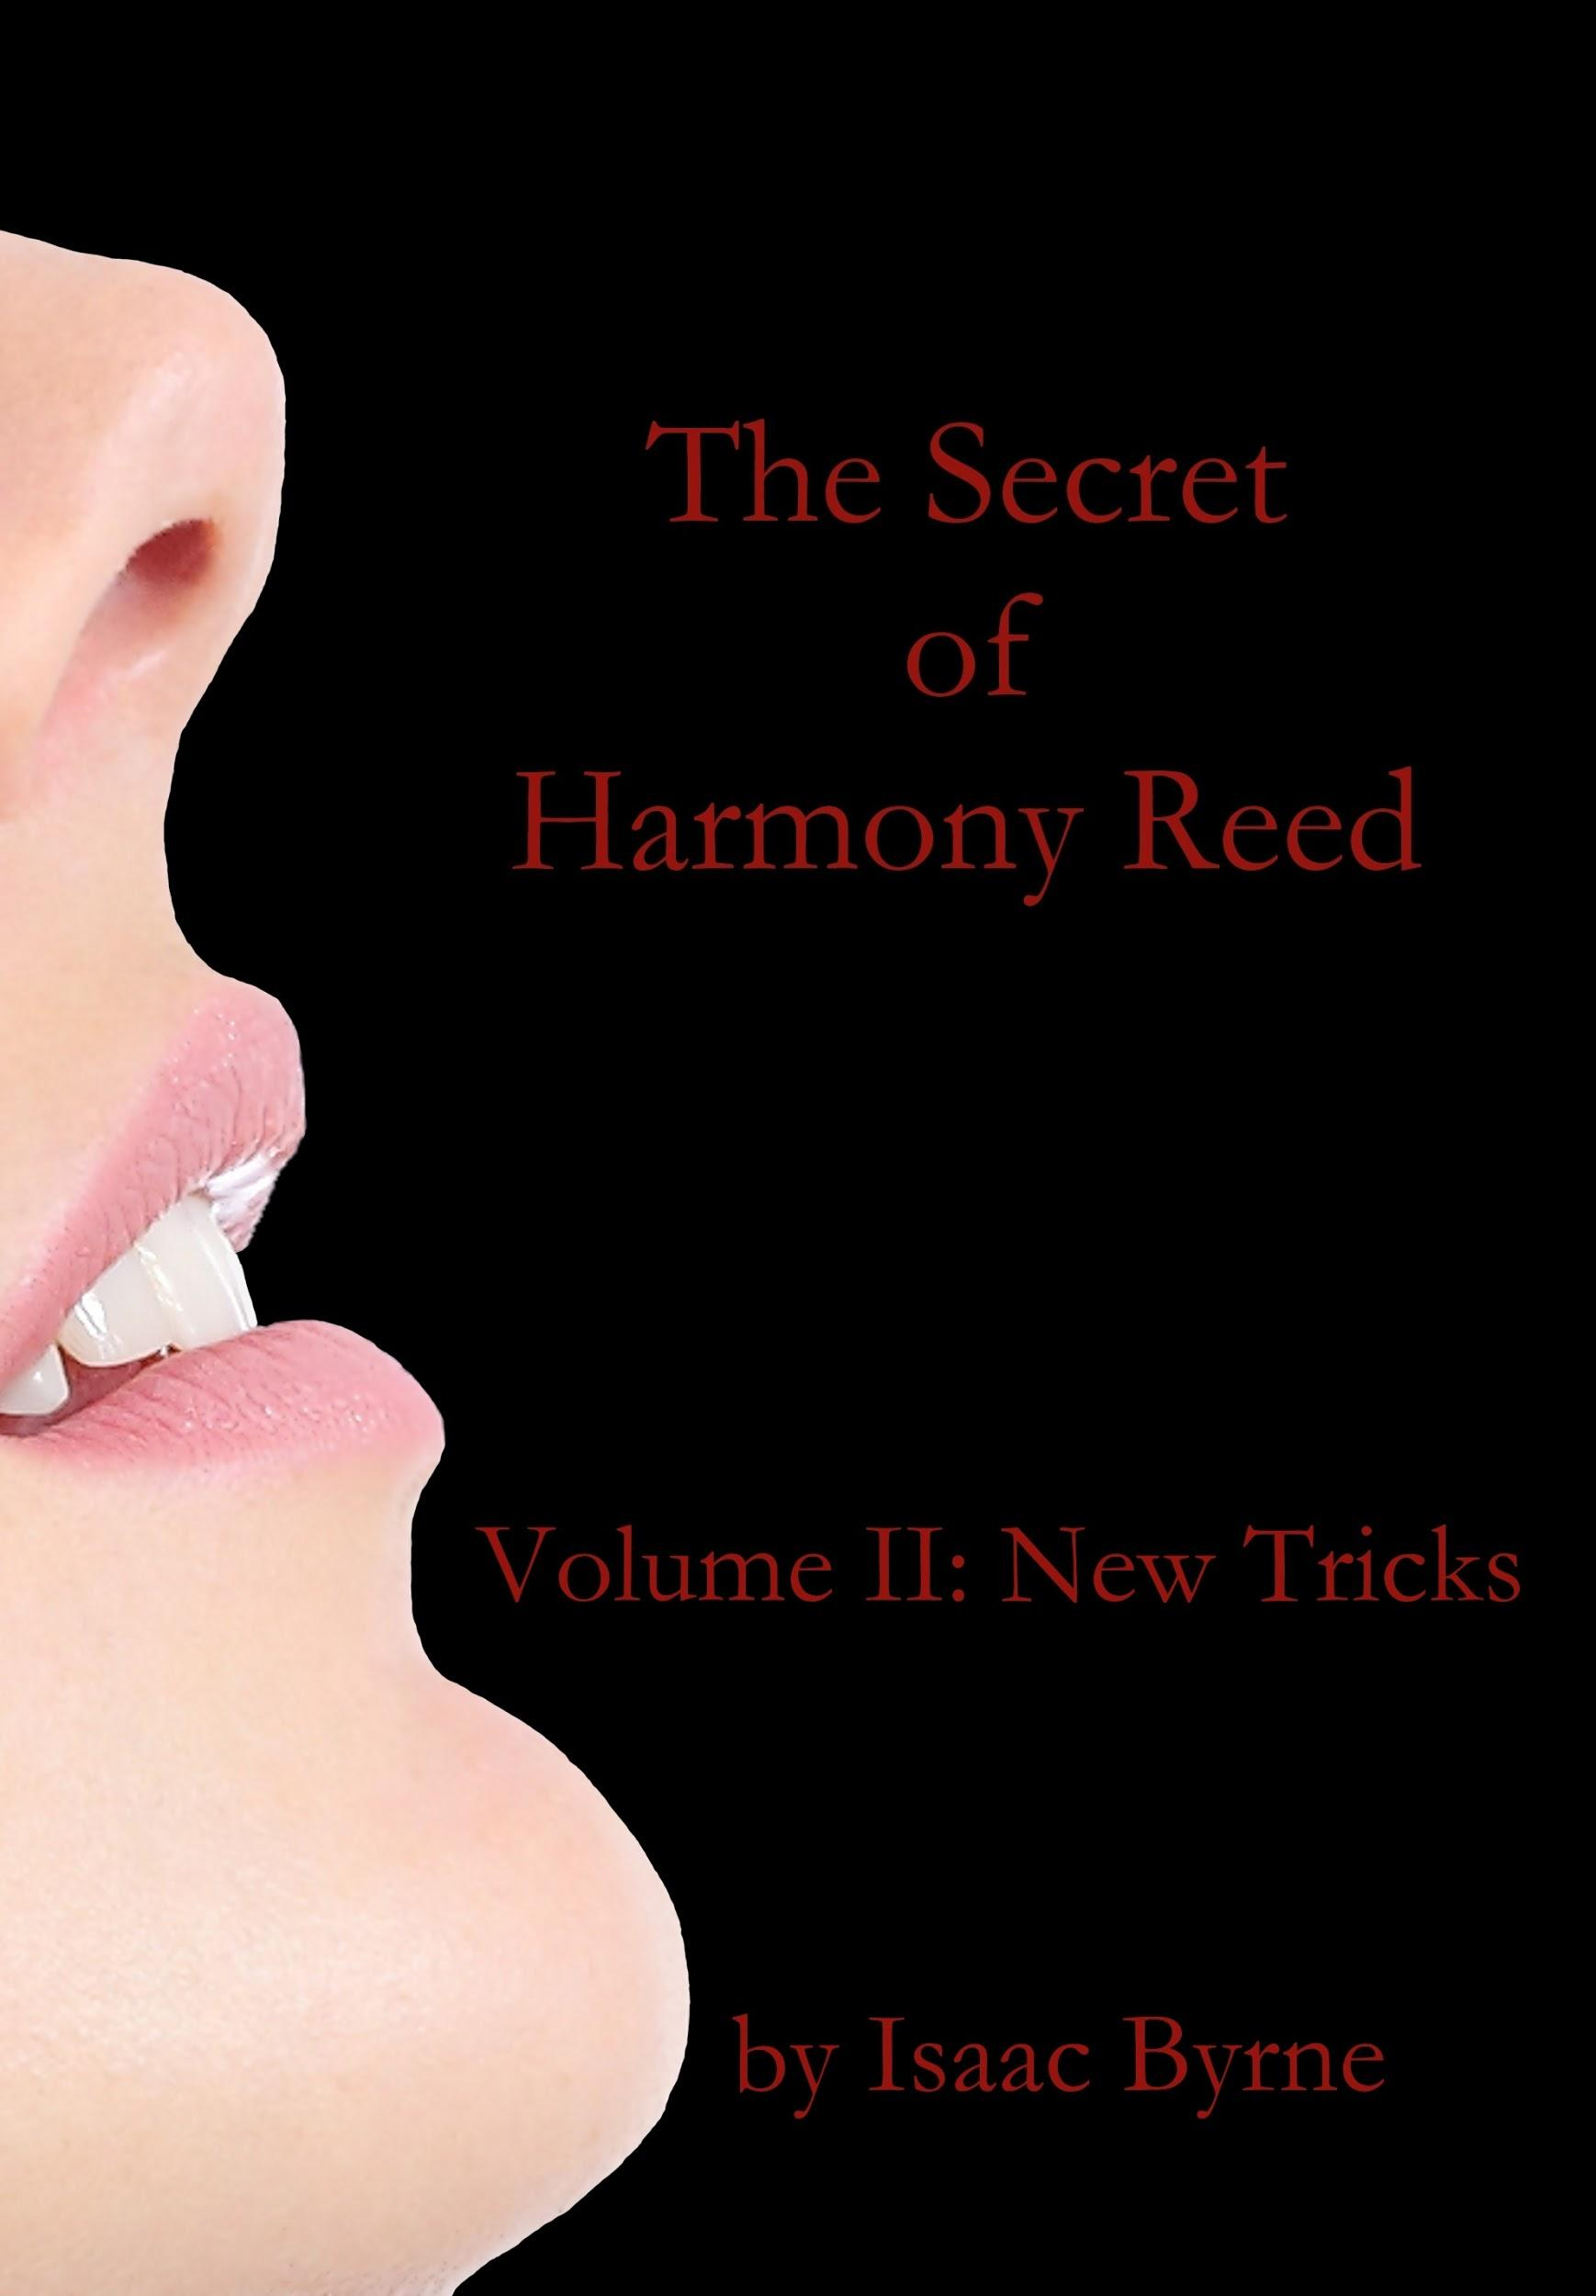 The Secret
of
Harmony Reed
Volume II: New Tricks
by Isaac Byrne